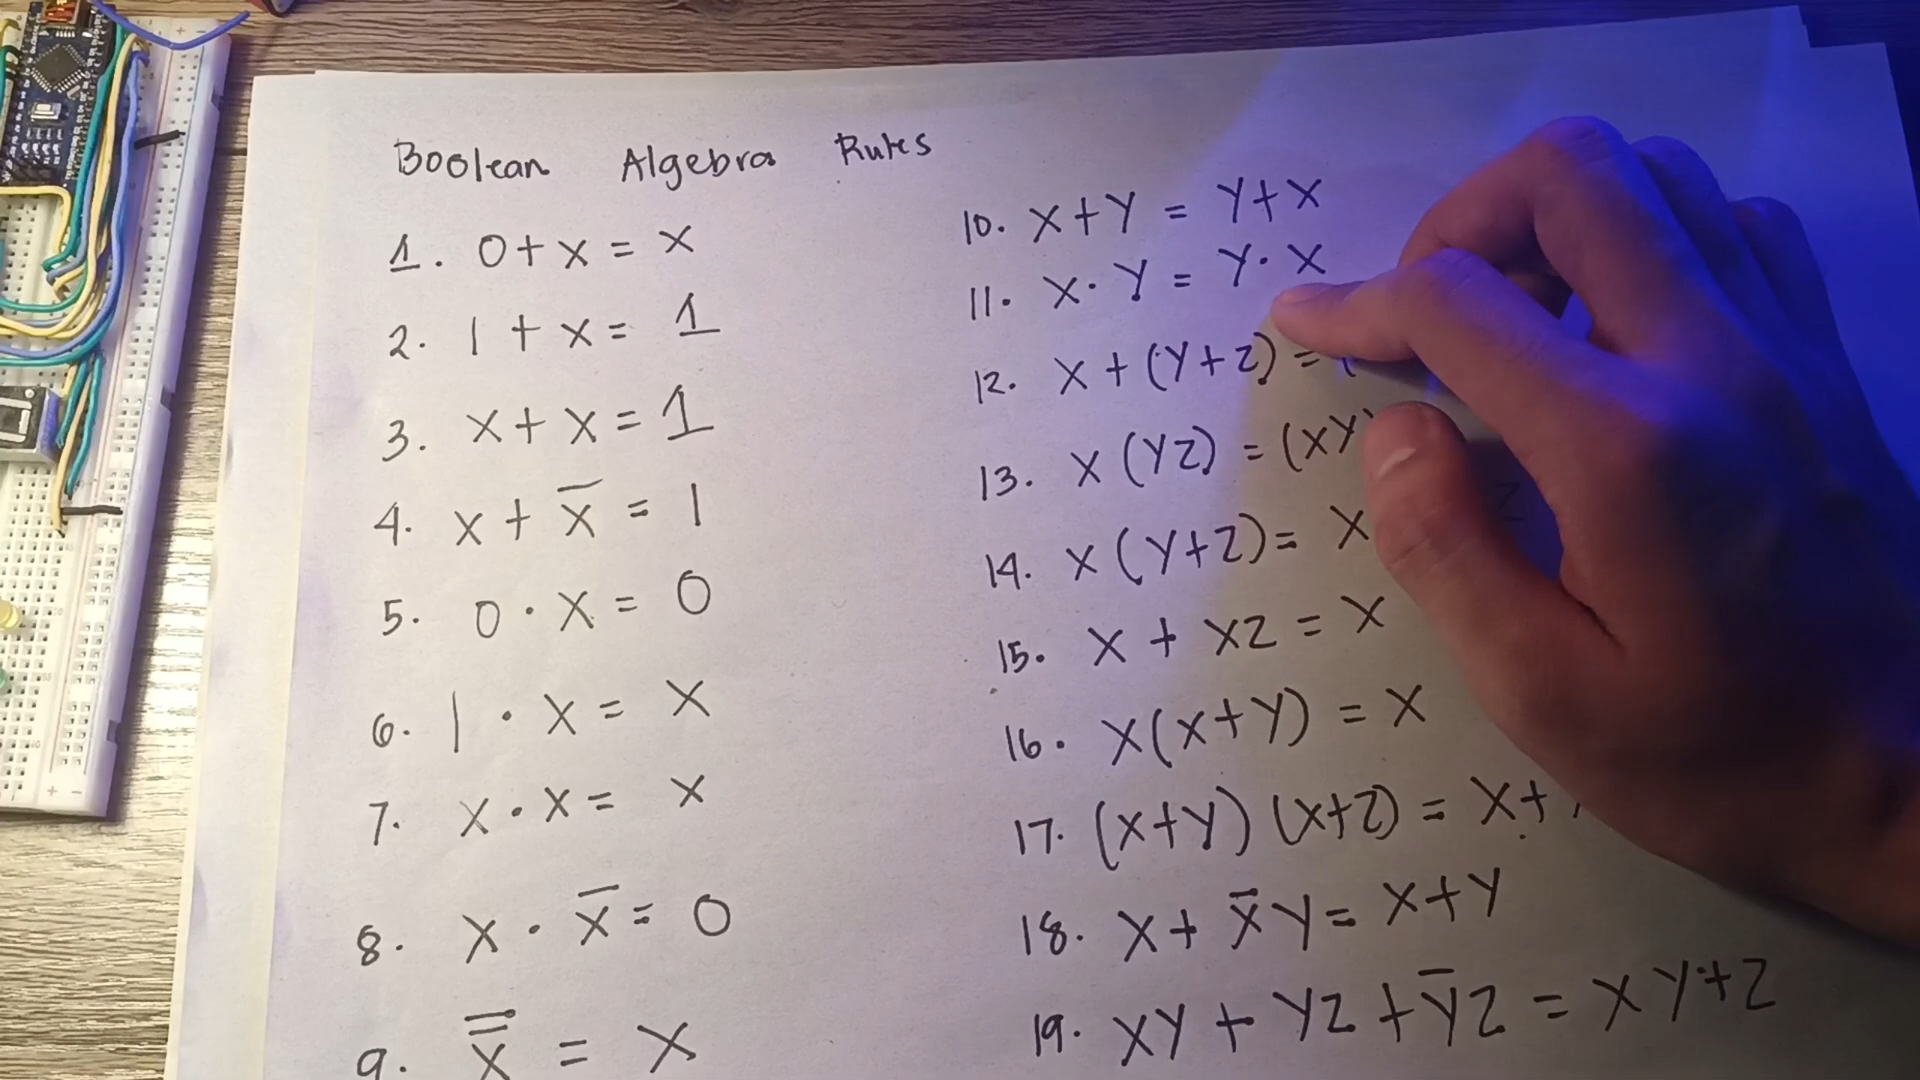 Boolean Algebra Rules
1. 0 + x = x
2. 1 + x = 1
3. x + x = 1
4. x + x̅ = 1
5. 0 · x = 0
6. 1 · x = x
7. x · x = x
8. x · x̅ = 0
9. x̿ = x
10. x + y = y + x
11. x · y = y · x
12. x + (y + z) = (
13. x (yz) = (xy)
14. x (y + z) = x z
15. x + xz = x
16. x(x + y) = x
17. (x + y) (x + z) = x +
18. x + x̅ y = x + y
19. xy + yz + y̅z = xy + z